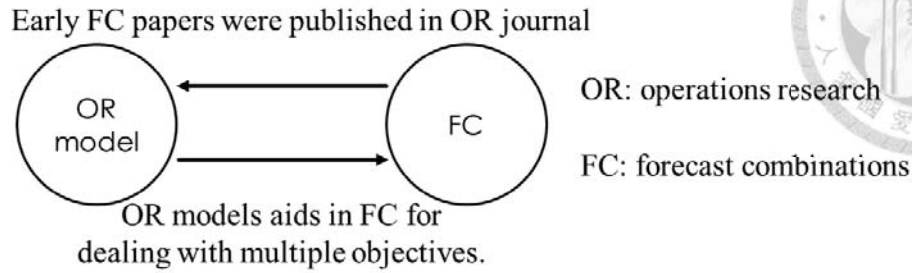 Early FC papers were published in OR journal
OR
model
FC
OR: operations research
FC: forecast combinations
OR models aids in FC for
dealing with multiple objectives.